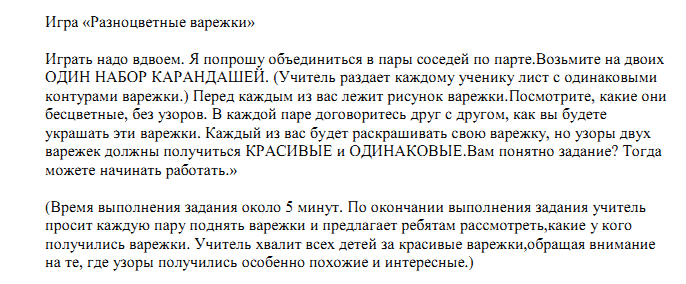 Игра «Разноцветные варежки»
Играть надо вдвоем. Я попрошу объединиться в пары соседей по парте.Возьмите на двоих
ОДИН НАБОР КАРАНДАШЕЙ. (Учитель раздает каждому ученику лист с одинаковыми
контурами варежки.) Перед каждым из вас лежит рисунок варежки.Посмотрите, какие они
бесцветные, без узоров. В каждой паре договоритесь друг с другом, как вы будете
украшать эти варежки. Каждый из вас будет раскрашивать свою варежку, но узоры двух
варежек должны получиться КРАСИВЫЕ и ОДИНАКОВЫЕ.Вам понятно задание? Тогда
можете начинать работать.»
(Время выполнения задания около 5 минут. По окончании выполнения задания учитель
просит каждую пару поднять варежки и предлагает ребятам рассмотреть,какие у кого
получились варежки. Учитель хвалит всех детей за красивые варежки,обращая внимание
на те, где узоры получились особенно похожие и интересные.)